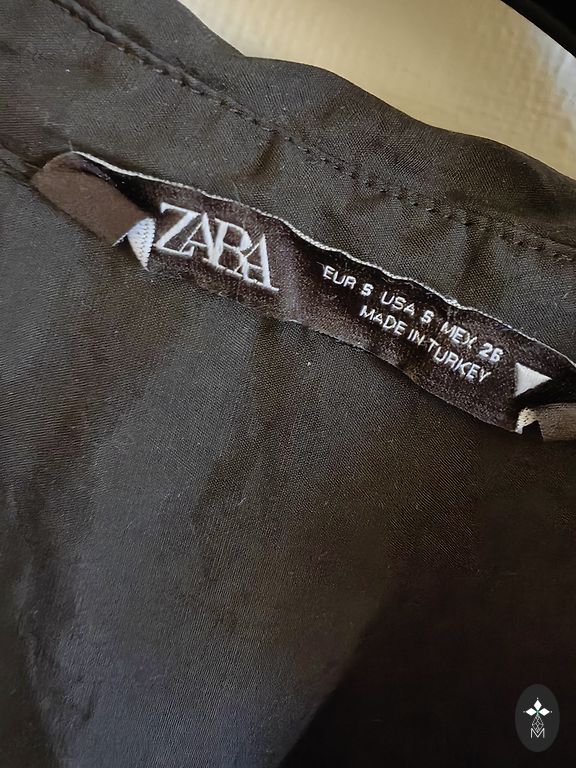 ZARA
EUR S USA S MEX 26
MADE IN TURKEY
M